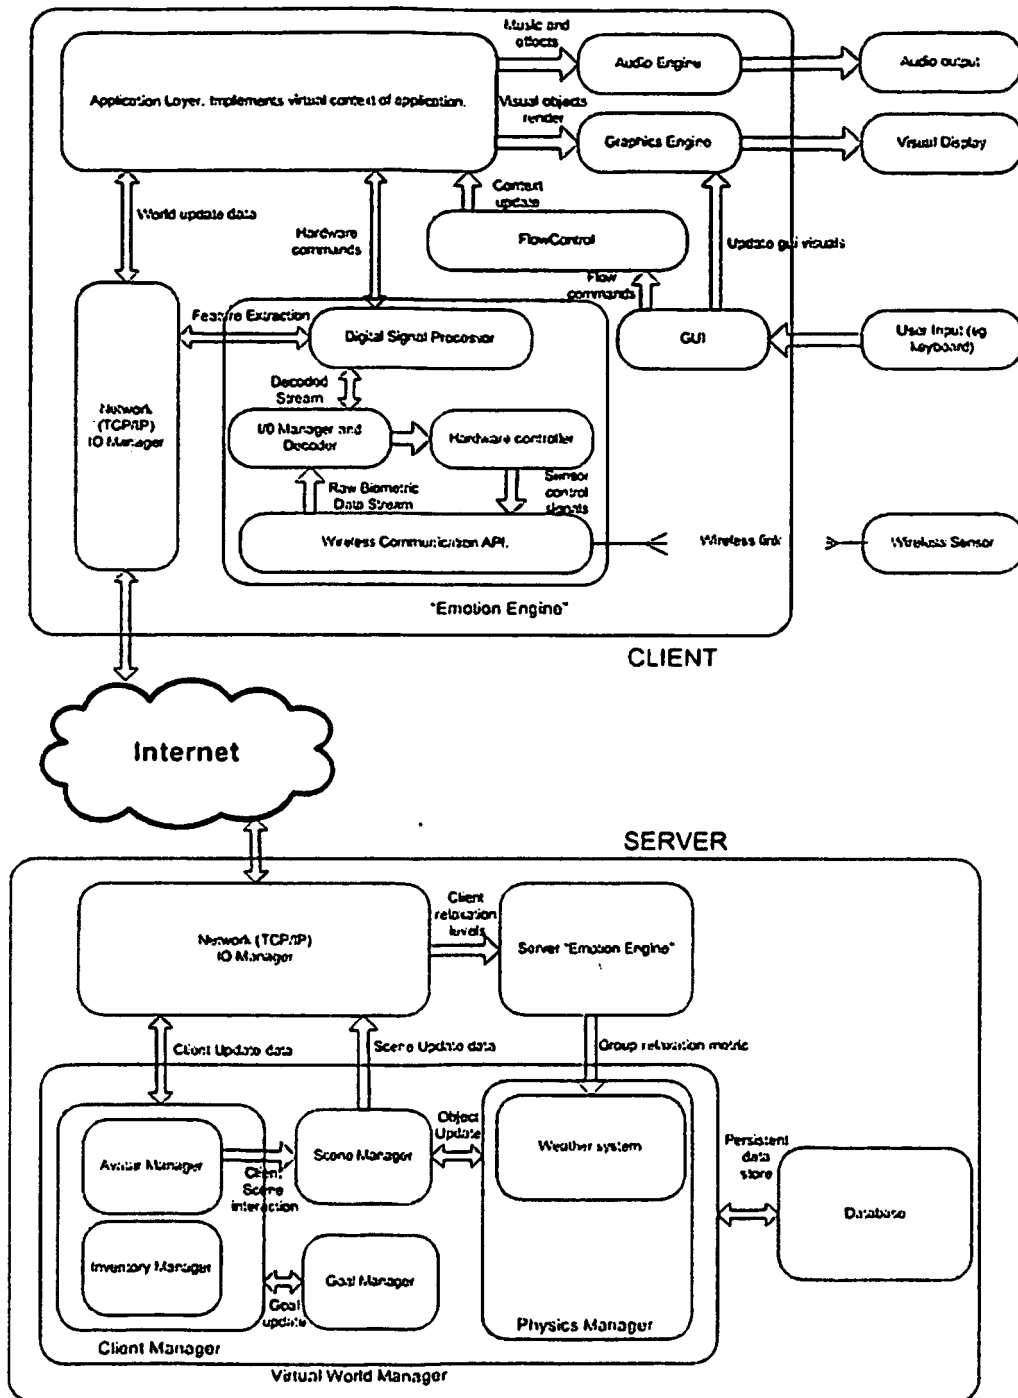 Music and
effects
Audio Engine
Audio output
Application Layer. Implements virtual context of application.
Visual objects
render
Graphics Engine
Visual Display
World update data
Hardware
commands
Context
update
FlowControl
Update gui visuals
Flow
commands
Feature Extraction
Digital Signal Processor
GUI
User Input (eg
keyboard)
Decoded
Stream
Network
(TCP/IP)
IO Manager
I/O Manager and
Decoder
Hardware controller
Raw Biometric
Data Stream
Sensor
control
signals
Wireless Communication API.
Wireless link
Wireless Sensor
"Emotion Engine"
CLIENT
Internet
SERVER
Network (TCP/IP)
IO Manager
Client
relaxation
levels
Server "Emotion Engine"
Client Update data
Scene Update data
Group relaxation metric
Avatar Manager
Client
Scene
interaction
Scene Manager
Object
Update
Weather system
Persistent
data
store
Database
Inventory Manager
Goal Manager
Goal
update
Physics Manager
Client Manager
Virtual World Manager